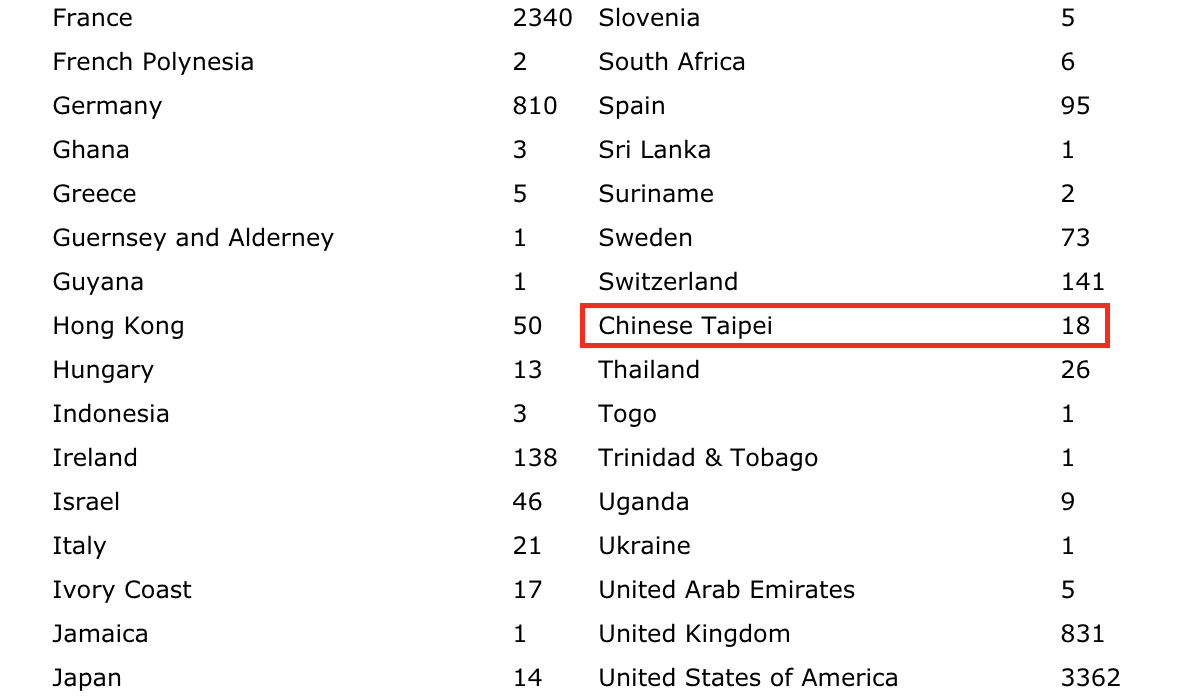 France 2340 Slovenia 5
French Polynesia 2 South Africa 6
Germany 810 Spain 95
Ghana 3 Sri Lanka 1
Greece 5 Suriname 2
Guernsey and Alderney 1 Sweden 73
Guyana 1 Switzerland 141
Hong Kong 50 Chinese Taipei 18
Hungary 13 Thailand 26
Indonesia 3 Togo 1
Ireland 138 Trinidad & Tobago 1
Israel 46 Uganda 9
Italy 21 Ukraine 1
Ivory Coast 17 United Arab Emirates 5
Jamaica 1 United Kingdom 831
Japan 14 United States of America 3362